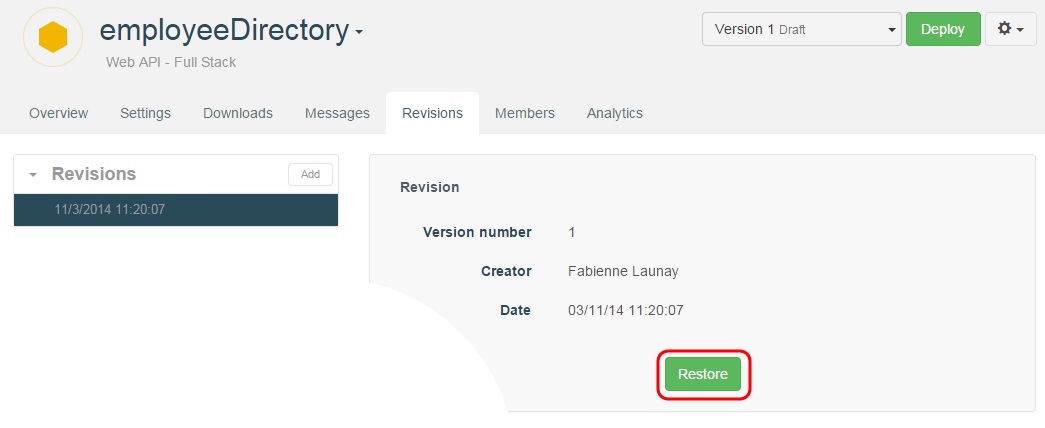 employeeDirectory
Web API - Full Stack
Version 1 Draft
Deploy
Overview Settings Downloads Messages Revisions Members Analytics
Revisions Add
11/3/2014 11:20:07
Revision
Version number 1
Creator Fabienne Launay
Date 03/11/14 11:20:07
Restore